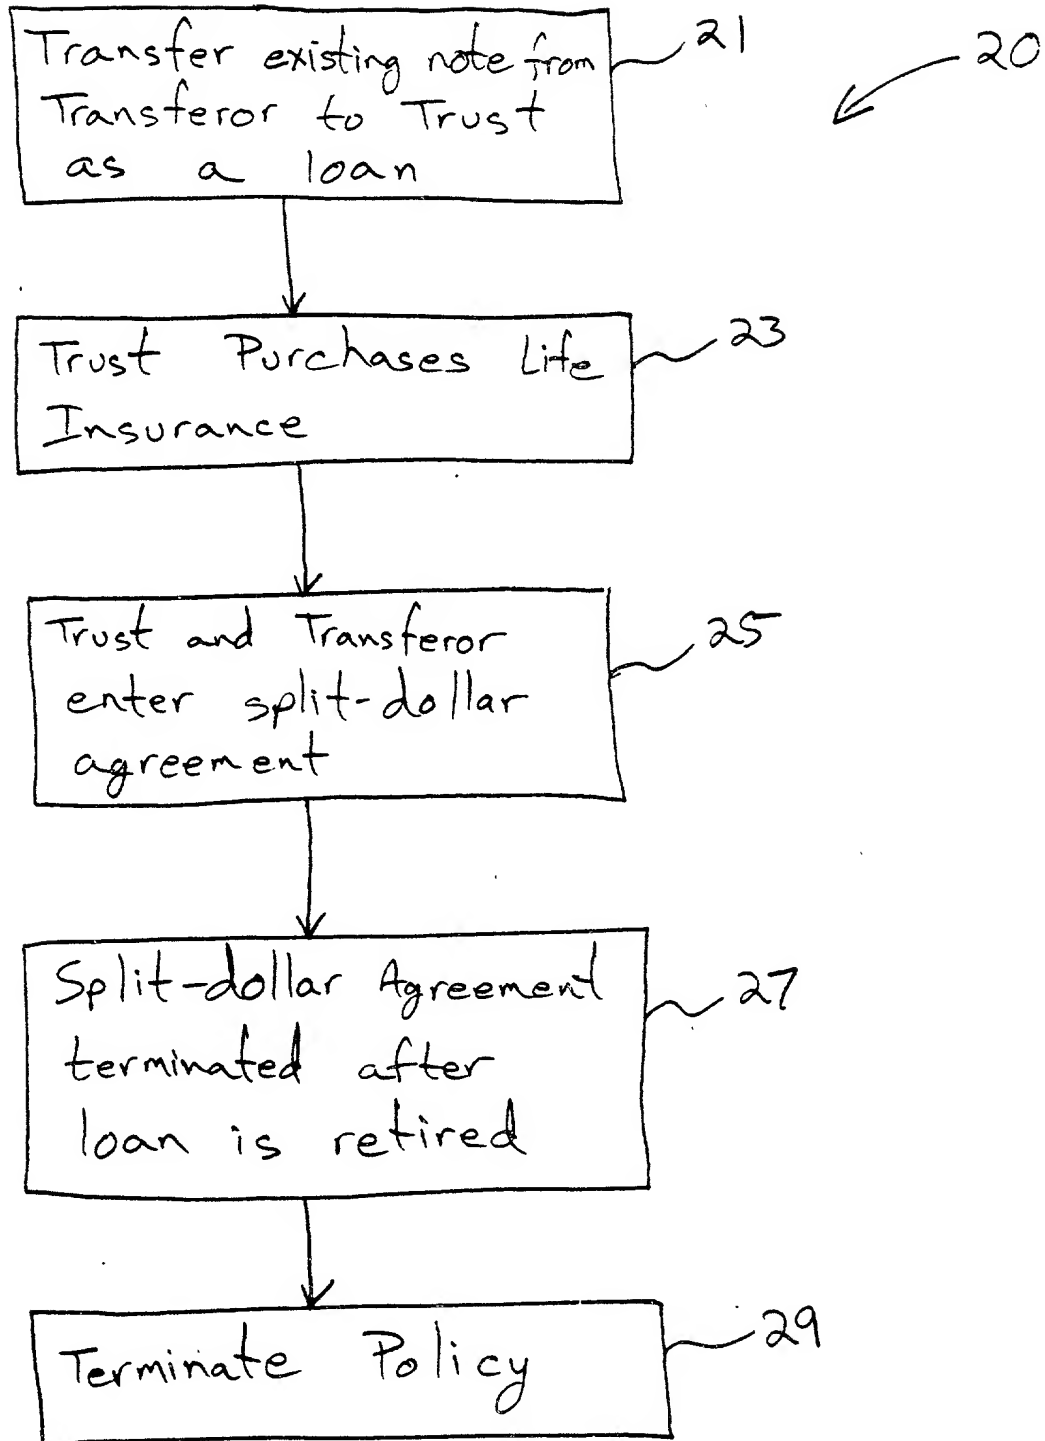 Transfer existing note from
Transferor to Trust
as a loan
21
20
Trust Purchases Life
Insurance
23
Trust and Transferor
enter split-dollar
agreement
25
Split-dollar Agreement
terminated after
loan is retired
27
Terminate Policy
29